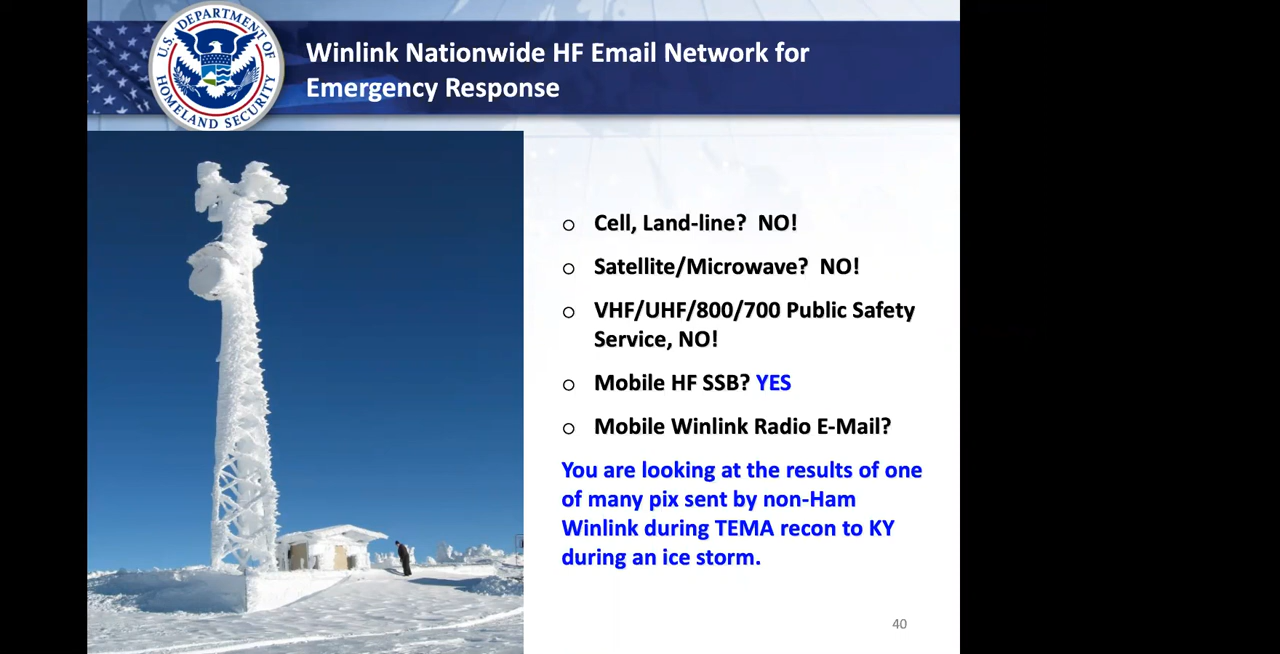 U.S. DEPARTMENT OF
HOMELAND SECURITY
Winlink Nationwide HF Email Network for
Emergency Response
Cell, Land-line? NO!
Satellite/Microwave? NO!
VHF/UHF/800/700 Public Safety
Service, NO!
Mobile HF SSB? YES
Mobile Winlink Radio E-Mail?
You are looking at the results of one
of many pix sent by non-Ham
Winlink during TEMA recon to KY
during an ice storm.
40